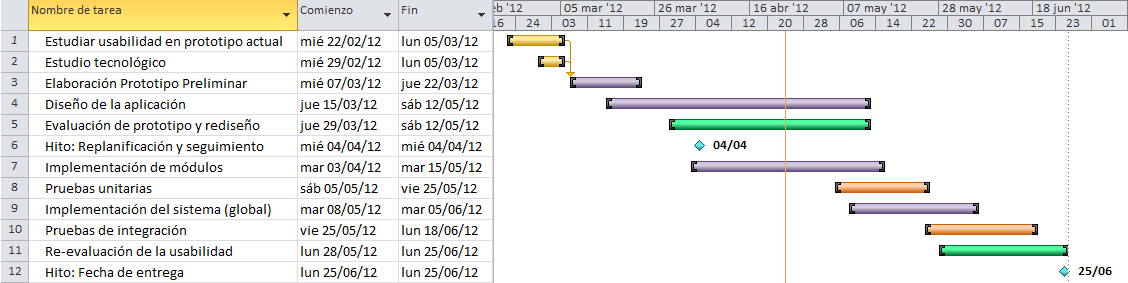 Nombre de tarea Comienzo Fin eb '12 05 mar '12 26 mar '12 16 abr '12 07 may '12 28 may '12 18 jun '12
16 24 03 11 19 27 04 12 20 28 06 14 22 30 07 15 23 01
1 Estudiar usabilidad en prototipo actual mié 22/02/12 lun 05/03/12
2 Estudio tecnológico mié 29/02/12 lun 05/03/12
3 Elaboración Prototipo Preliminar mié 07/03/12 jue 22/03/12
4 Diseño de la aplicación jue 15/03/12 sáb 12/05/12
5 Evaluación de prototipo y rediseño jue 29/03/12 sáb 12/05/12
6 Hito: Replanificación y seguimiento mié 04/04/12 mié 04/04/12 04/04
7 Implementación de módulos mar 03/04/12 mar 15/05/12
8 Pruebas unitarias sáb 05/05/12 vie 25/05/12
9 Implementación del sistema (global) mar 08/05/12 mar 05/06/12
10 Pruebas de integración vie 25/05/12 lun 18/06/12
11 Re-evaluación de la usabilidad lun 28/05/12 lun 25/06/12
12 Hito: Fecha de entrega lun 25/06/12 lun 25/06/12 25/06